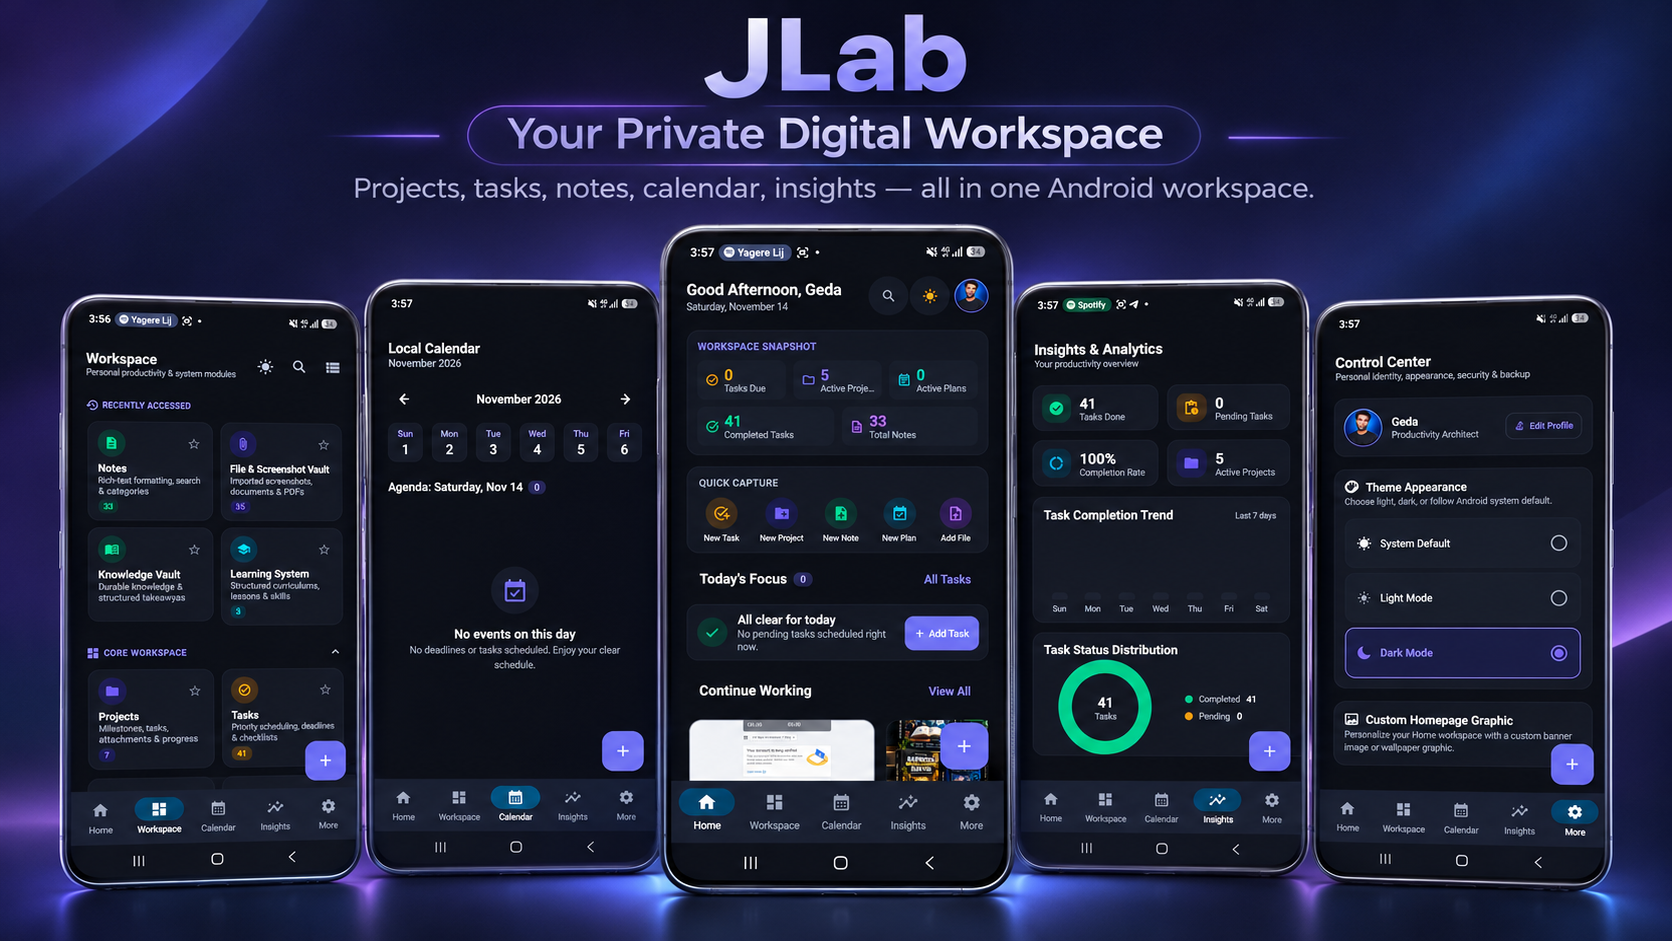 JLab
Your Private Digital Workspace
Projects, tasks, notes, calendar, insights — all in one Android workspace.
3:56 Yagere Lij
34
Workspace
Personal productivity & system modules
RECENTLY ACCESSED
Notes
Rich-text formatting, search
& categories
33
File & Screenshot Vault
Imported screenshots,
documents & PDFs
35
Knowledge Vault
Durable knowledge &
structured takeaways
Learning System
Structured curriculums,
lessons & skills
3
CORE WORKSPACE
Projects
Milestones, tasks,
attachments & progress
7
Tasks
Priority scheduling, deadlines
& checklists
41
+
Home
Workspace
Calendar
Insights
More
3:57
4G
34
Local Calendar
November 2026
November 2026
Sun
Mon
Tue
Wed
Thu
Fri
1
2
3
4
5
6
Agenda: Saturday, Nov 14 0
No events on this day
No deadlines or tasks scheduled. Enjoy your clear
schedule.
+
Home
Workspace
Calendar
Insights
More
3:57 Yagere Lij
4G
34
Good Afternoon, Geda
Saturday, November 14
WORKSPACE SNAPSHOT
0
Tasks Due
5
Active Proje...
0
Active Plans
41
Completed Tasks
33
Total Notes
QUICK CAPTURE
New Task
New Project
New Note
New Plan
Add File
Today's Focus 0
All Tasks
All clear for today
No pending tasks scheduled right
now.
+ Add Task
Continue Working
View All
+
Home
Workspace
Calendar
Insights
More
3:57 Spotify
4G
34
Insights & Analytics
Your productivity overview
41
Tasks Done
0
Pending Tasks
100%
Completion Rate
5
Active Projects
Task Completion Trend
Last 7 days
Sun
Mon
Tue
Wed
Thu
Fri
Sat
Task Status Distribution
41
Tasks
Completed 41
Pending 0
+
Home
Workspace
Calendar
Insights
More
3:57
4G
34
Control Center
Personal identity, appearance, security & backup
Geda
Productivity Architect
Edit Profile
Theme Appearance
Choose light, dark, or follow Android system default.
System Default
Light Mode
Dark Mode
Custom Homepage Graphic
Personalize your Home workspace with a custom banner
image or wallpaper graphic.
+
Home
Workspace
Calendar
Insights
More